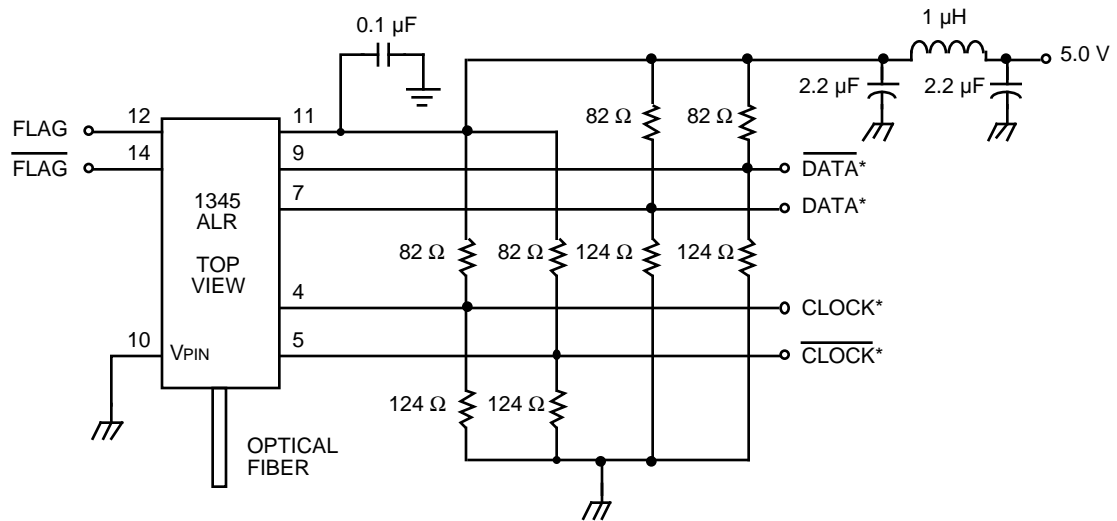 0.1 µF
1 µH
5.0 V
2.2 µF
2.2 µF
82 Ω
82 Ω
FLAG
12
11
FLAG
14
9
DATA*
7
DATA*
1345
ALR
TOP
VIEW
82 Ω
82 Ω
124 Ω
124 Ω
4
CLOCK*
10
VPIN
5
CLOCK*
124 Ω
124 Ω
OPTICAL
FIBER